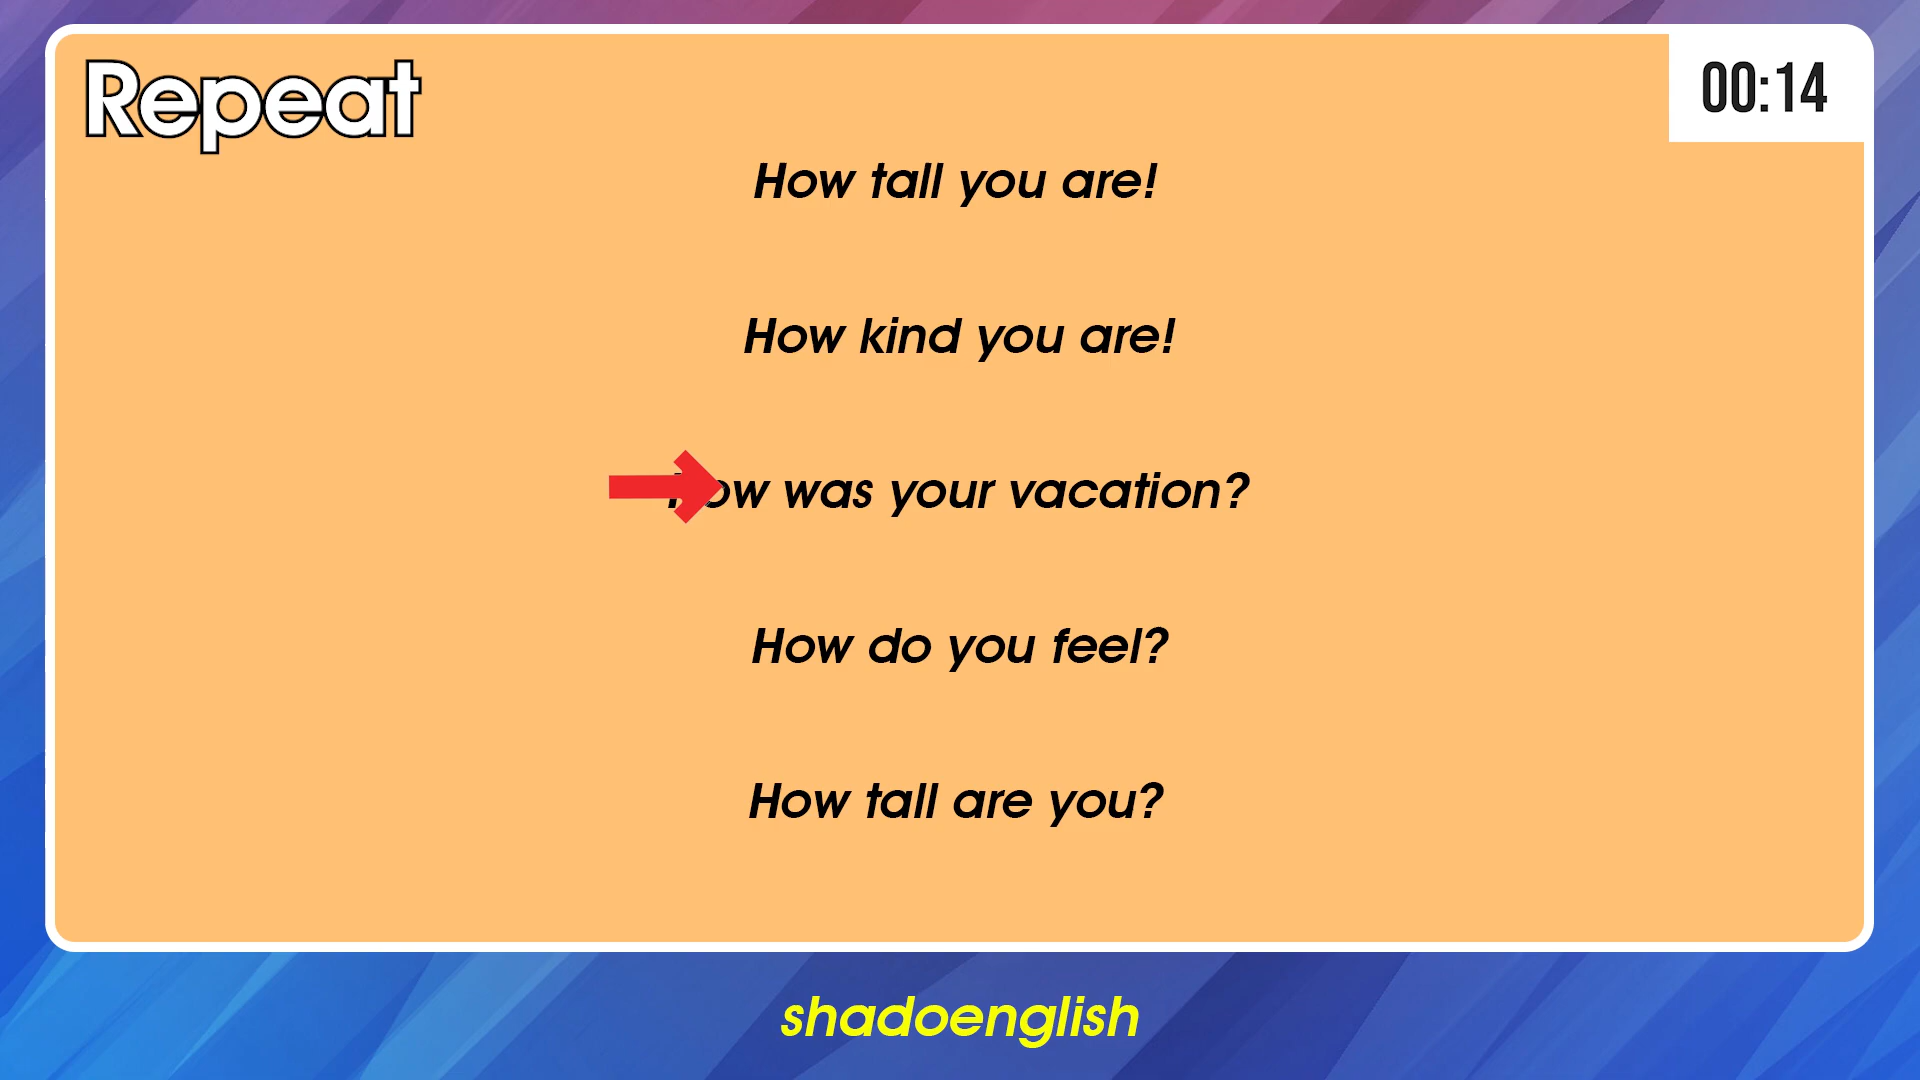 Repeat
00:14
How tall you are!
How kind you are!
How was your vacation?
How do you feel?
How tall are you?
shadoenglish